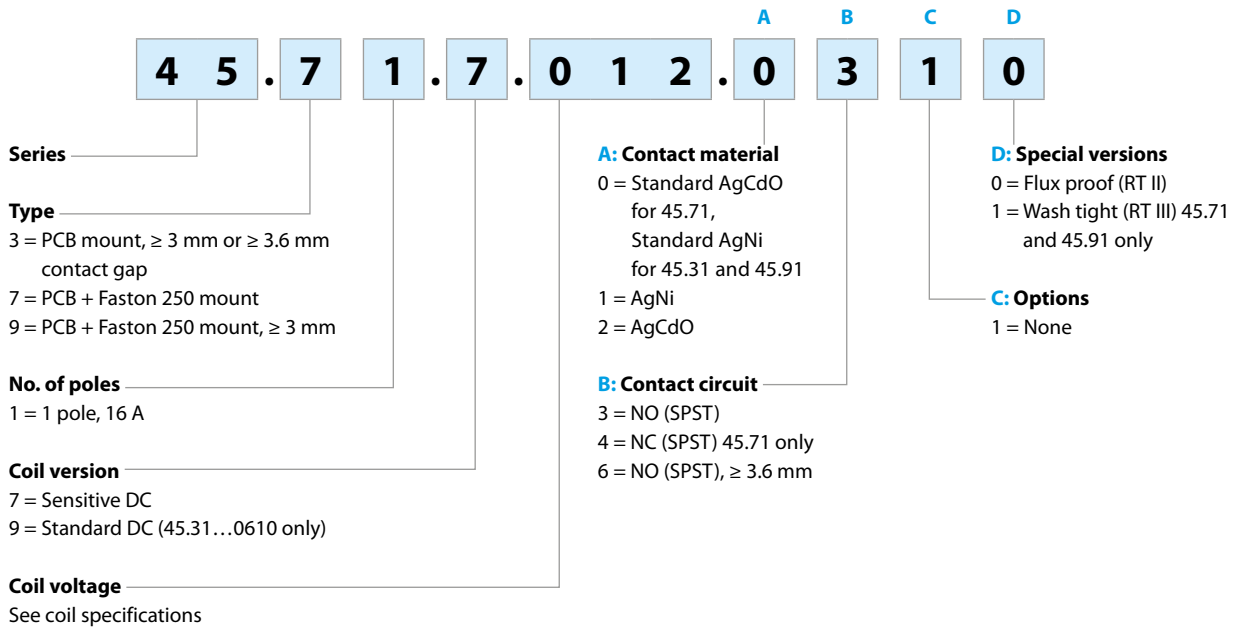 A B C D
4 5 . 7 1 . 7 . 0 1 2 . 0 3 1 0
Series
Type
3 = PCB mount, ≥ 3 mm or ≥ 3.6 mm
contact gap
7 = PCB + Faston 250 mount
9 = PCB + Faston 250 mount, ≥ 3 mm
No. of poles
1 = 1 pole, 16 A
Coil version
7 = Sensitive DC
9 = Standard DC (45.31…0610 only)
Coil voltage
See coil specifications
A: Contact material
0 = Standard AgCdO
for 45.71,
Standard AgNi
for 45.31 and 45.91
1 = AgNi
2 = AgCdO
B: Contact circuit
3 = NO (SPST)
4 = NC (SPST) 45.71 only
6 = NO (SPST), ≥ 3.6 mm
D: Special versions
0 = Flux proof (RT II)
1 = Wash tight (RT III) 45.71
and 45.91 only
C: Options
1 = None